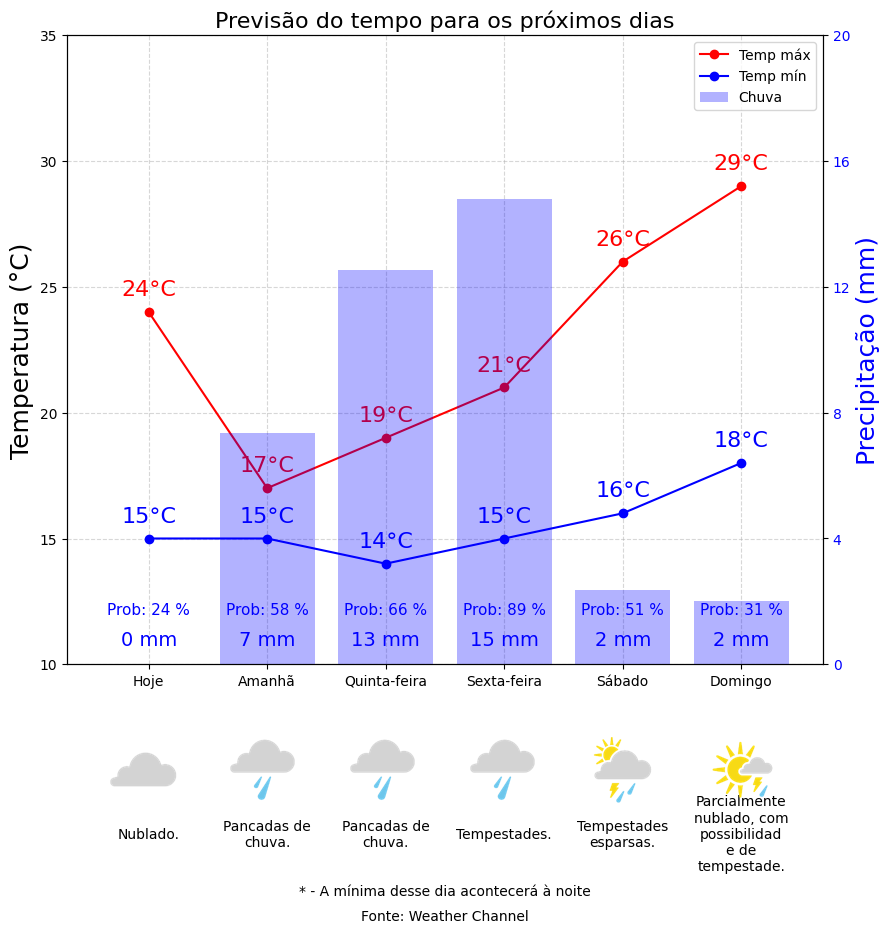 Previsão do tempo para os próximos dias
35
30
25
20
15
10
Temperatura (°C)
20
16
12
8
4
0
Precipitação (mm)
Temp máx
Temp mín
Chuva
24°C
17°C
19°C
21°C
26°C
29°C
15°C
15°C
14°C
15°C
16°C
18°C
Prob: 24 %
Prob: 58 %
Prob: 66 %
Prob: 89 %
Prob: 51 %
Prob: 31 %
0 mm
7 mm
13 mm
15 mm
2 mm
2 mm
Hoje
Amanhã
Quinta-feira
Sexta-feira
Sábado
Domingo
Nublado.
Pancadas de
chuva.
Pancadas de
chuva.
Tempestades.
Tempestades
esparsas.
Parcialmente
nublado, com
possibilidad
e de
tempestade.
* - A mínima desse dia acontecerá à noite
Fonte: Weather Channel